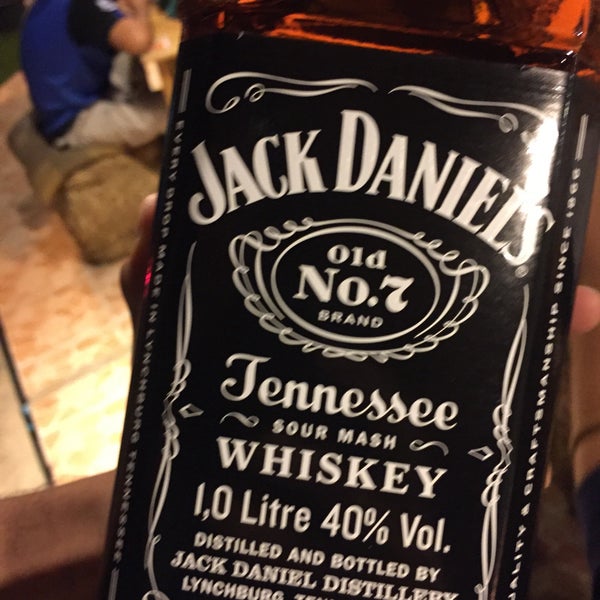 JACK DANIEL'S
Old
No.7
BRAND
Tennessee
SOUR MASH
WHISKEY
1,0 Litre 40% Vol.
DISTILLED AND BOTTLED BY
JACK DANIEL DISTILLERY
LYNCHBURG,
EVERY DROP MADE IN LYNCHBURG TENNESSEE.
QUALITY & CRAFTSMANSHIP SINCE 1866